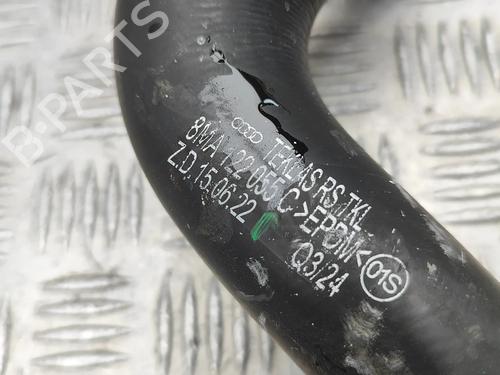 TEKLAS RS TKL
8MA 122 055 C >EPDM< 01S
Z.D. 15.06.22 Q3/24
B-PARTS